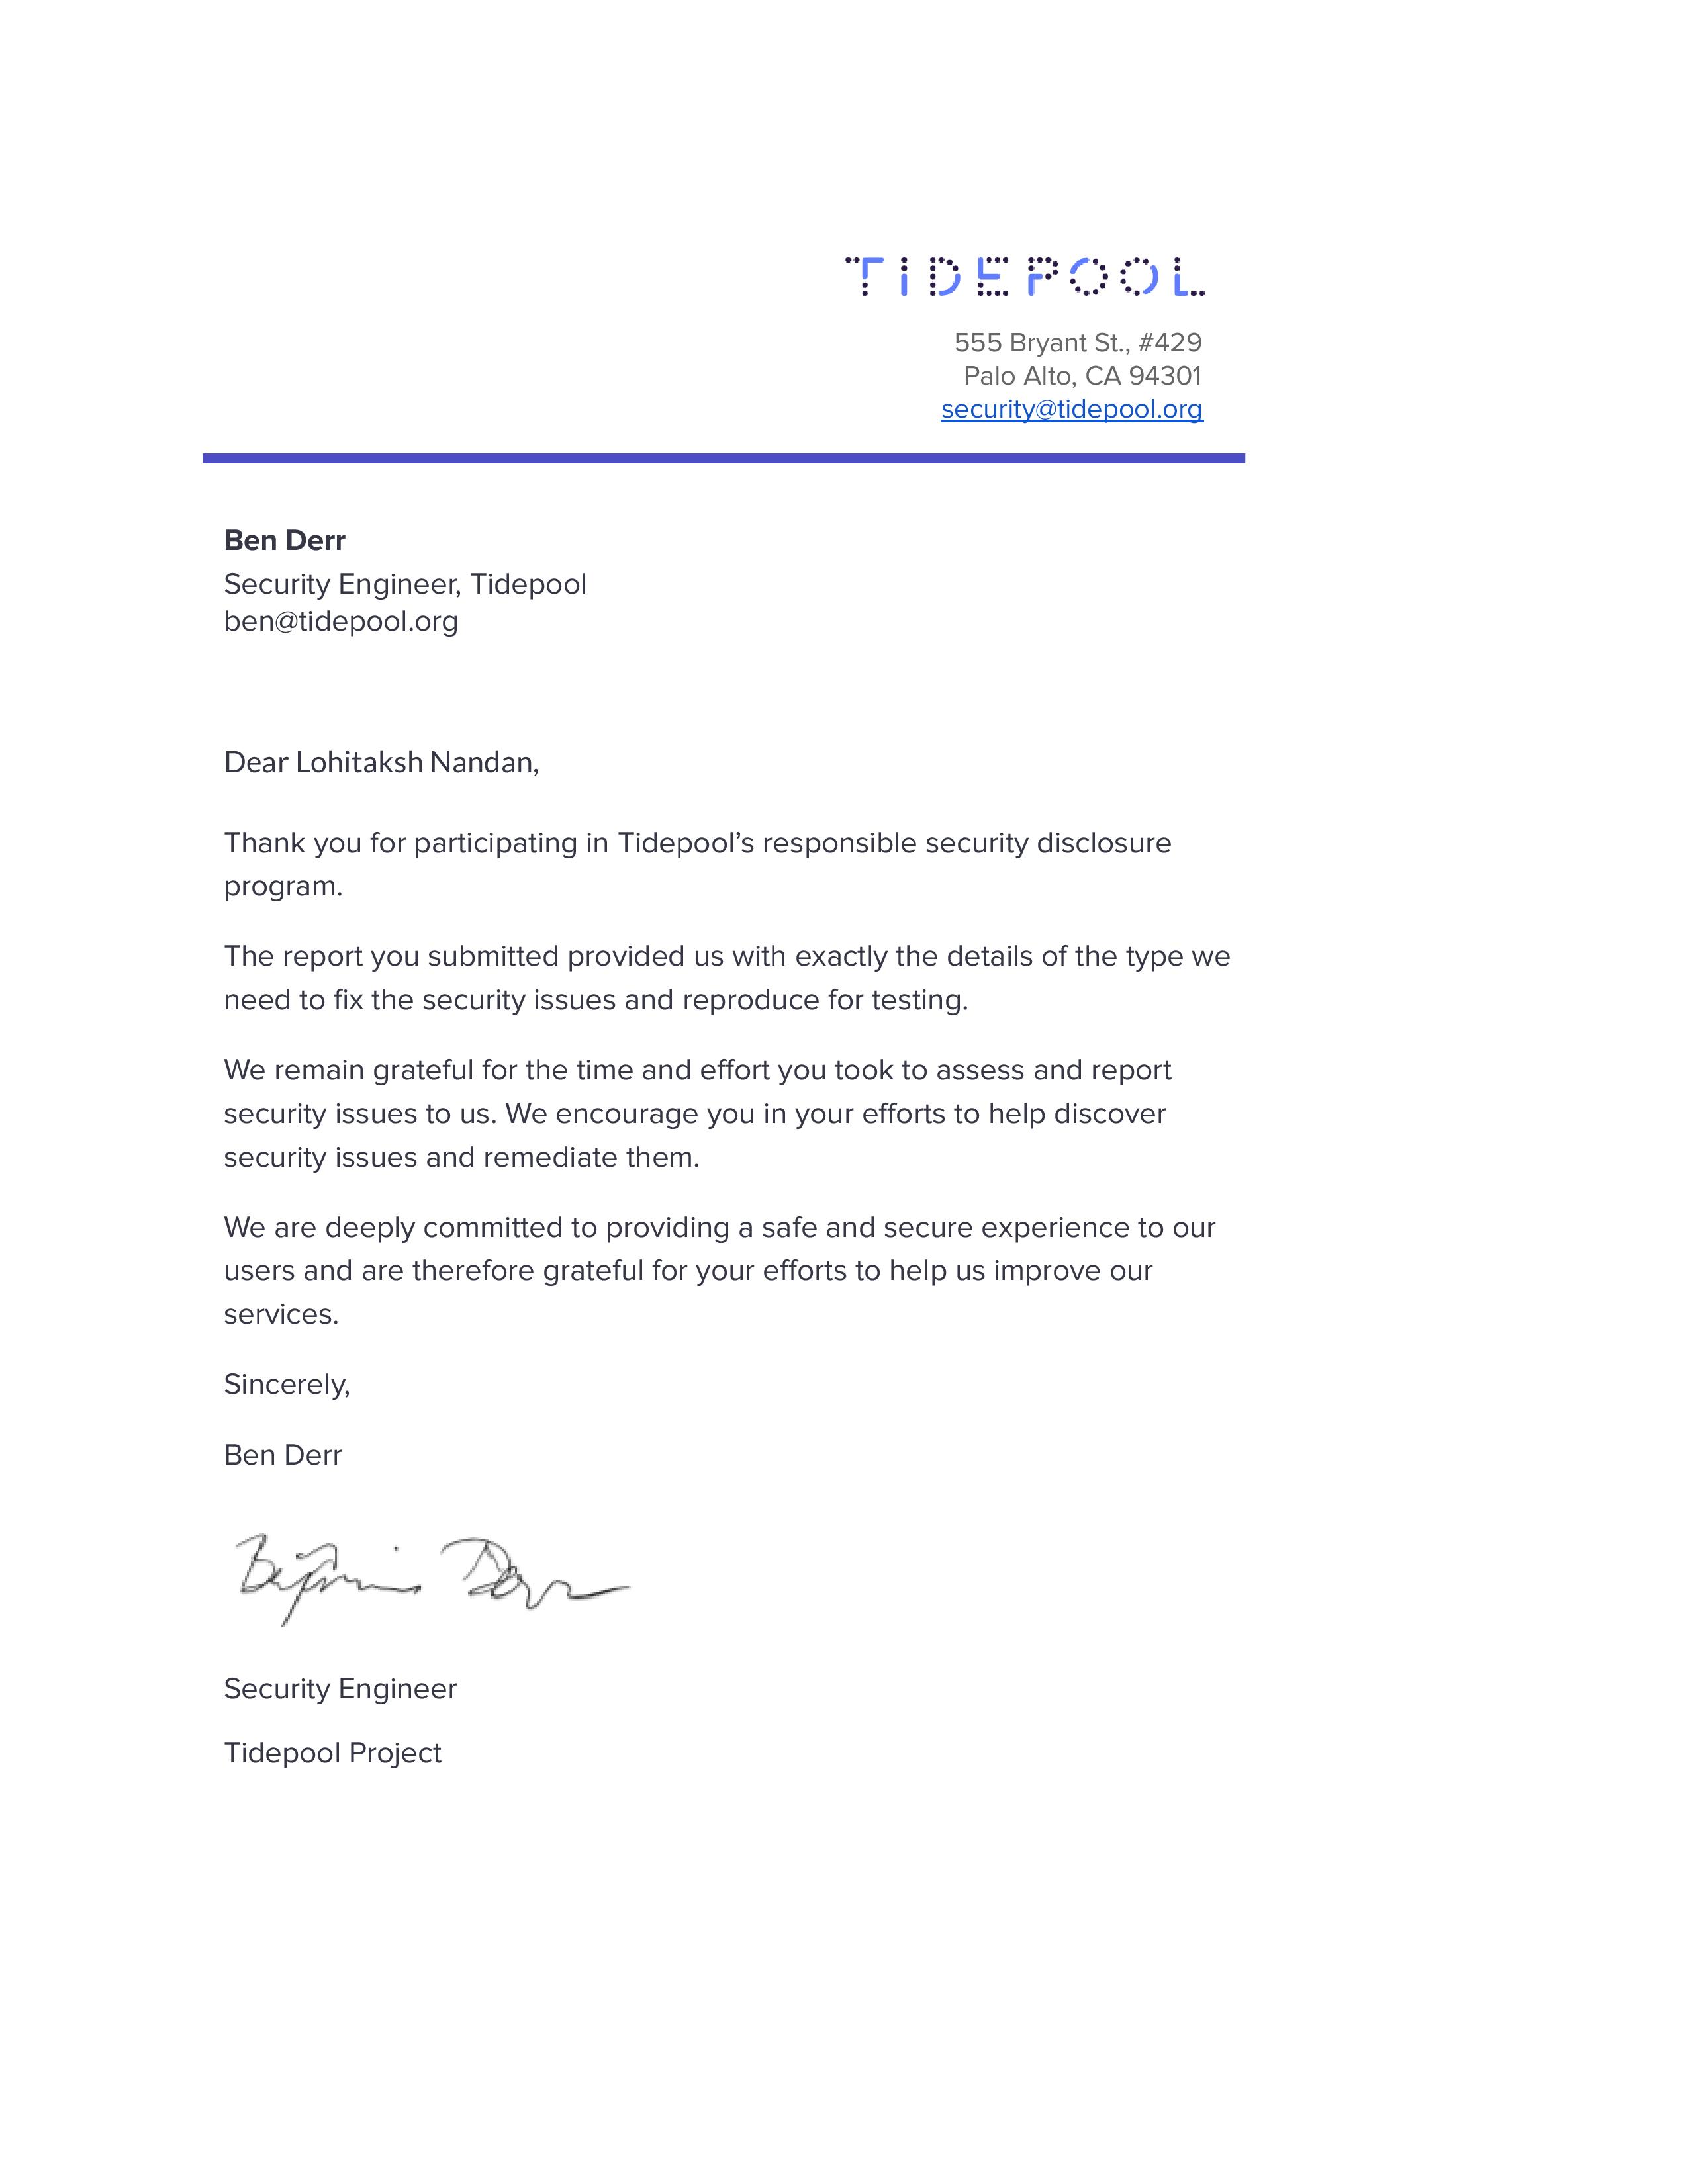 TIDEPOOL
555 Bryant St., #429
Palo Alto, CA 94301
security@tidepool.org
Ben Derr
Security Engineer, Tidepool
ben@tidepool.org
Dear Lohitaksh Nandan,
Thank you for participating in Tidepool’s responsible security disclosure
program.
The report you submitted provided us with exactly the details of the type we
need to fix the security issues and reproduce for testing.
We remain grateful for the time and effort you took to assess and report
security issues to us. We encourage you in your efforts to help discover
security issues and remediate them.
We are deeply committed to providing a safe and secure experience to our
users and are therefore grateful for your efforts to help us improve our
services.
Sincerely,
Ben Derr
Benjamin Derr
Security Engineer
Tidepool Project